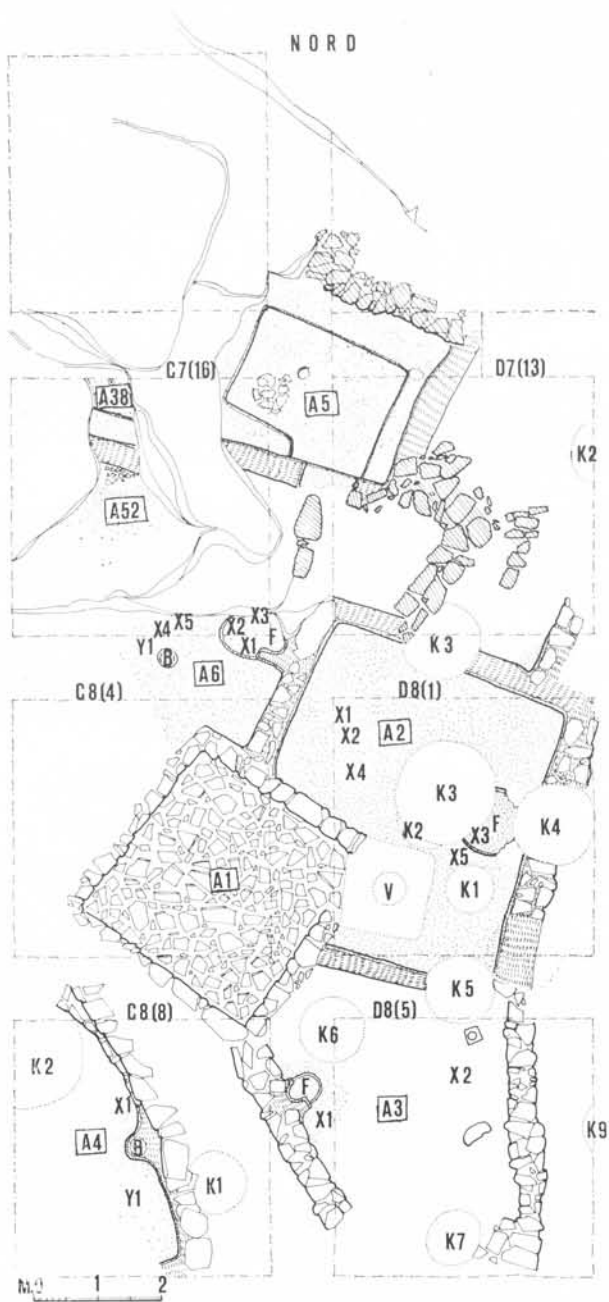 NORD
C7(16)
D7(13)
A38
A5
K2
A52
X4 X5 X2 X3
Y1 X1 F
B
A6
K3
C8(4)
D8(1)
X1
X2 A2
X4
K3
K2 X3 F K4
X5
A1
V K1
K5
C8(8)
D8(5)
K6
K2
X2
F
X1
X1
A3
K9
A4
B
Y1
K1
K7
M.0 1 2